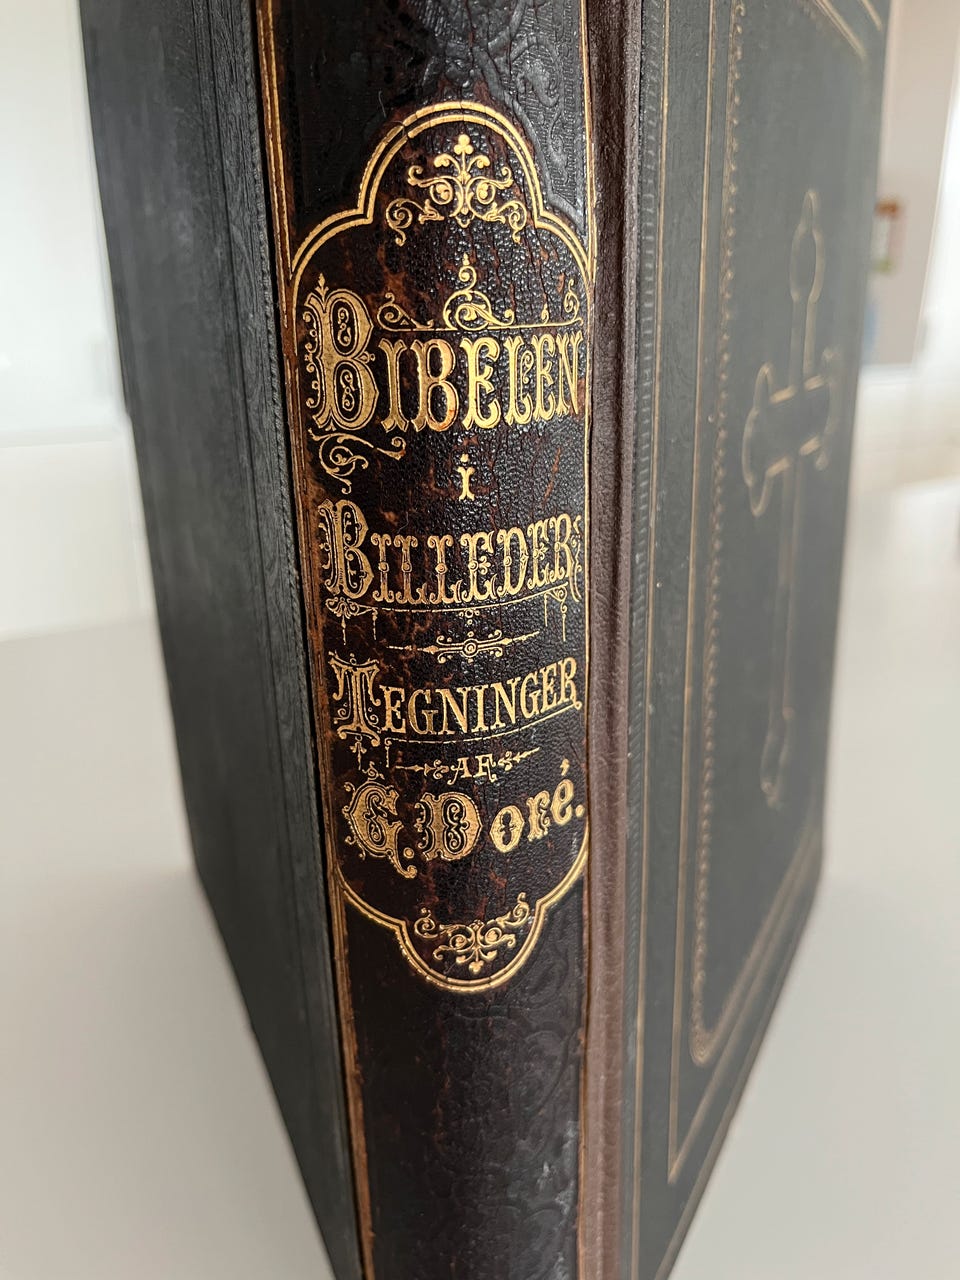 BIBELEN
i
BILLEDER
TEGNINGER
AF
G. Doré.